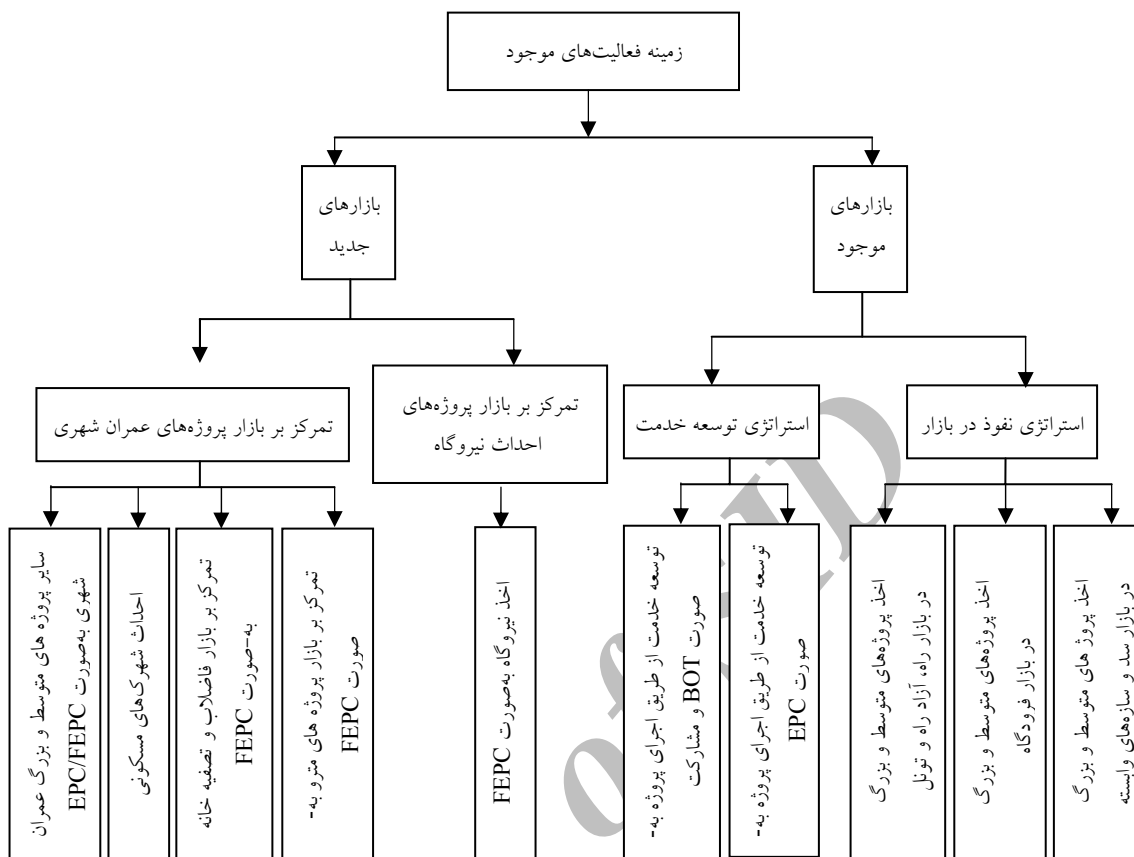 زمینه فعالیت‌های موجود
بازارهای
موجود
بازارهای
جدید
استراتژی نفوذ در بازار
استراتژی توسعه خدمت
تمرکز بر بازار پروژه‌های
احداث نیروگاه
تمرکز بر بازار پروژه‌های عمران شهری
اخذ پروژ های متوسط و بزرگ
در بازار سد و سازه‌های وابسته
اخذ پروژه‌های متوسط و بزرگ
در بازار فرودگاه
اخذ پروژه‌های متوسط و بزرگ
در بازار راه، آزاد راه و تونل
توسعه خدمت از طریق اجرای پروژه به-
صورت EPC
توسعه خدمت از طریق اجرای پروژه به-
صورت BOT و مشارکت
اخذ نیروگاه به‌صورت FEPC
تمرکز بر بازار پروژه های مترو به-
صورت FEPC
تمرکز بر بازار فاضلاب و تصفیه خانه
به-صورت FEPC
احداث شهرک‌های مسکونی
سایر پروژه های متوسط و بزرگ عمران
شهری به‌صورت EPC/FEPC
of SID